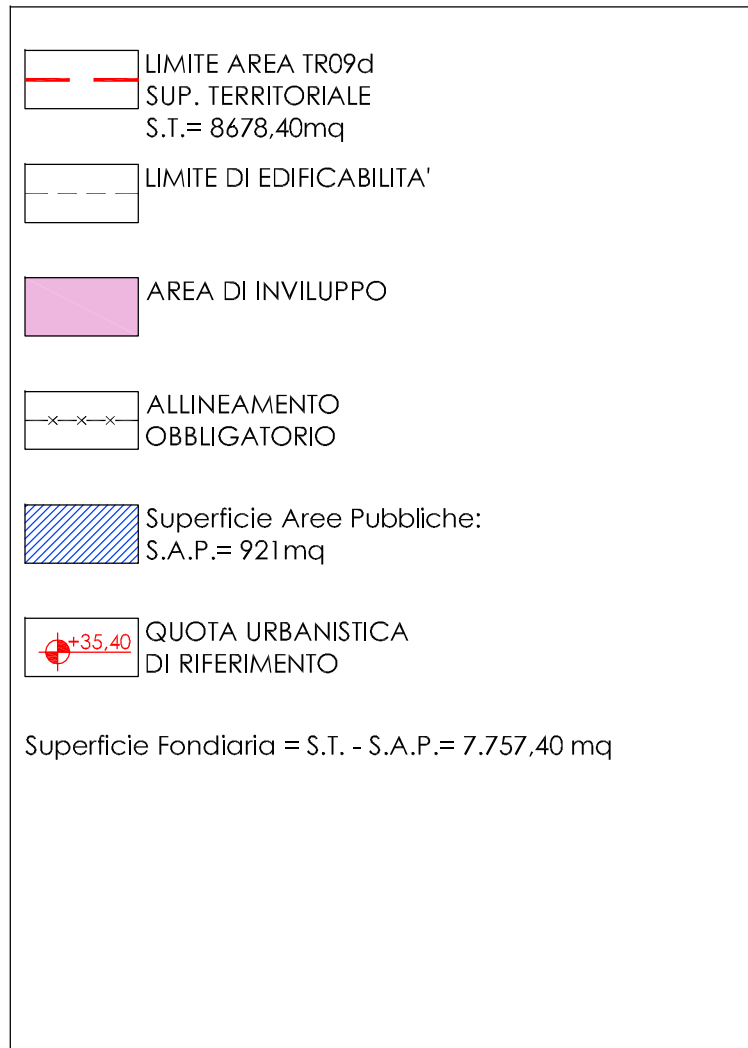 LIMITE AREA TR09d
SUP. TERRITORIALE
S.T.= 8678,40mq
LIMITE DI EDIFICABILITA'
AREA DI INVILUPPO
ALLINEAMENTO
OBBLIGATORIO
Superficie Aree Pubbliche:
S.A.P.= 921mq
+35,40
QUOTA URBANISTICA
DI RIFERIMENTO
Superficie Fondiaria = S.T. - S.A.P.= 7.757,40 mq